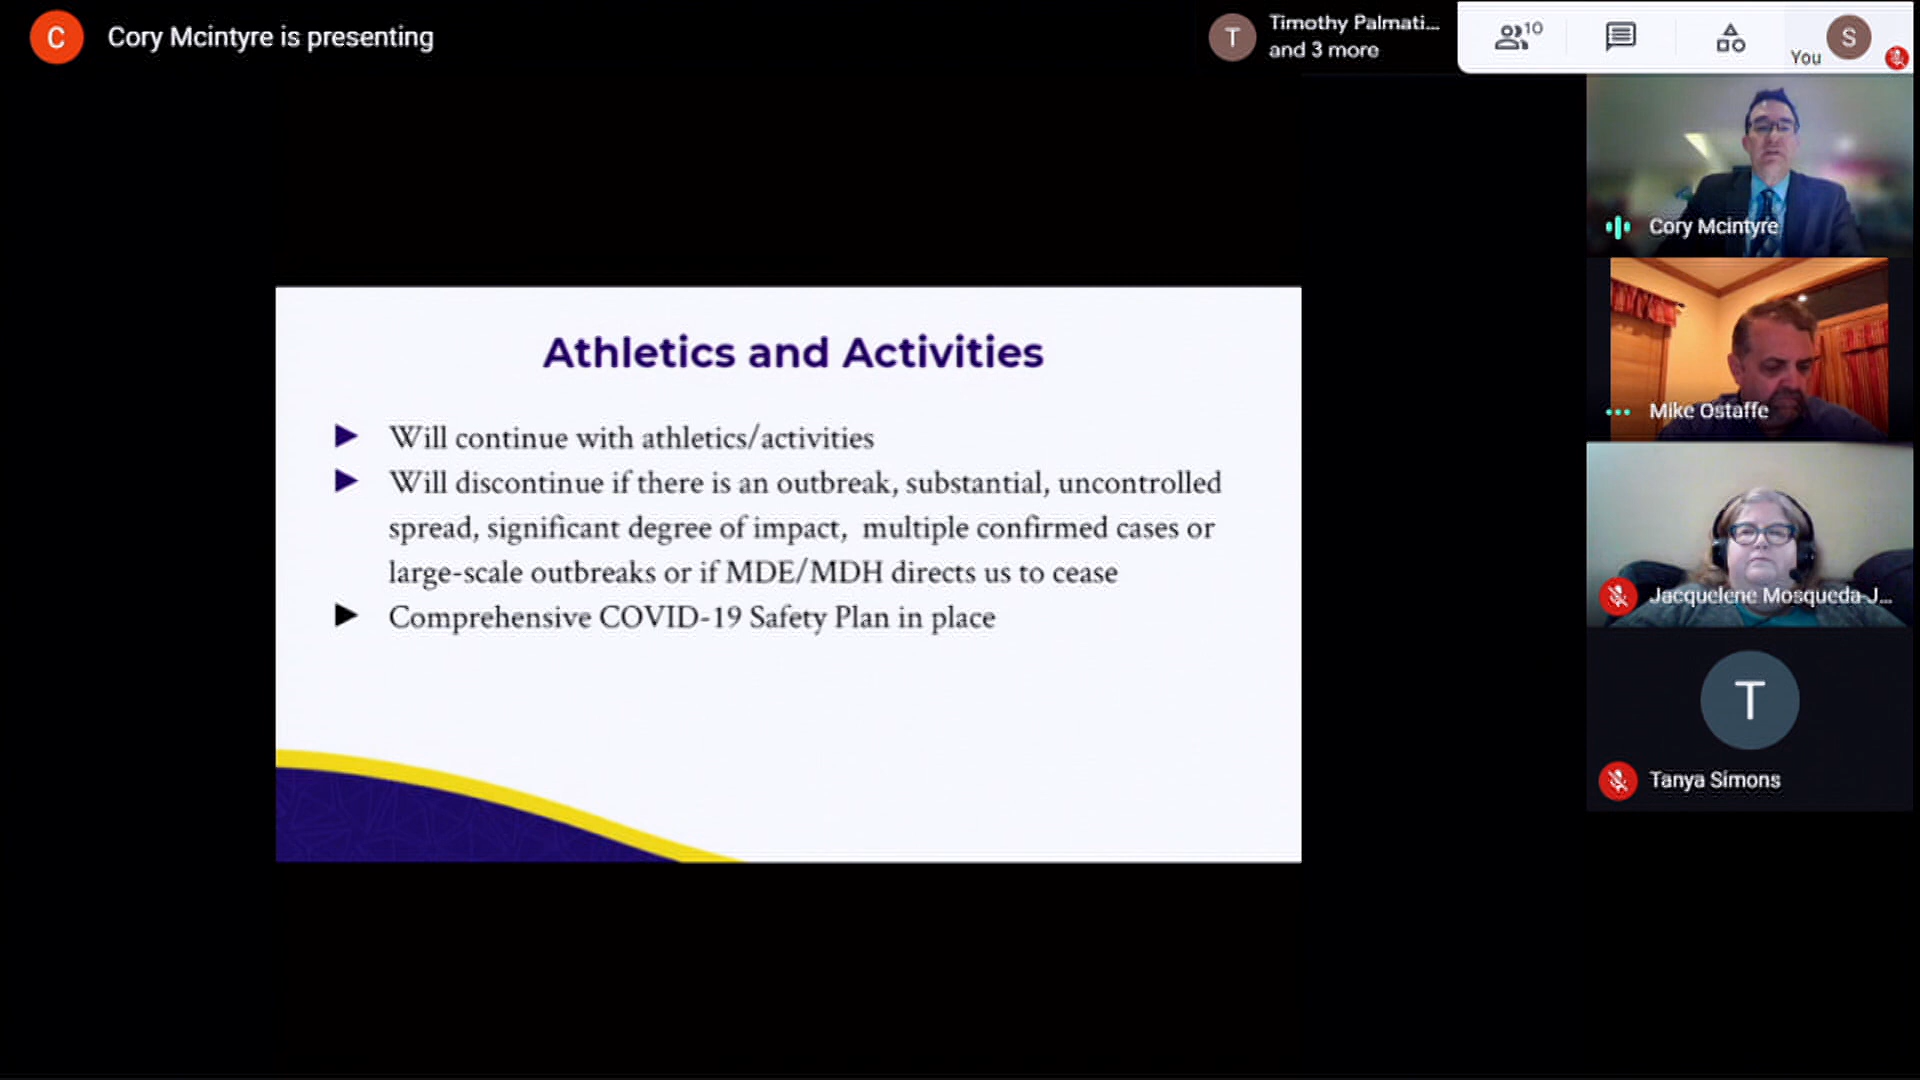 C
Cory Mcintyre is presenting
T
Timothy Palmati...
and 3 more
10
You
S
Cory Mcintyre
Mike Ostaffe
Jacquelene Mosqueda-J...
T
Tanya Simons
Athletics and Activities
Will continue with athletics/activities
Will discontinue if there is an outbreak, substantial, uncontrolled
spread, significant degree of impact, multiple confirmed cases or
large-scale outbreaks or if MDE/MDH directs us to cease
Comprehensive COVID-19 Safety Plan in place